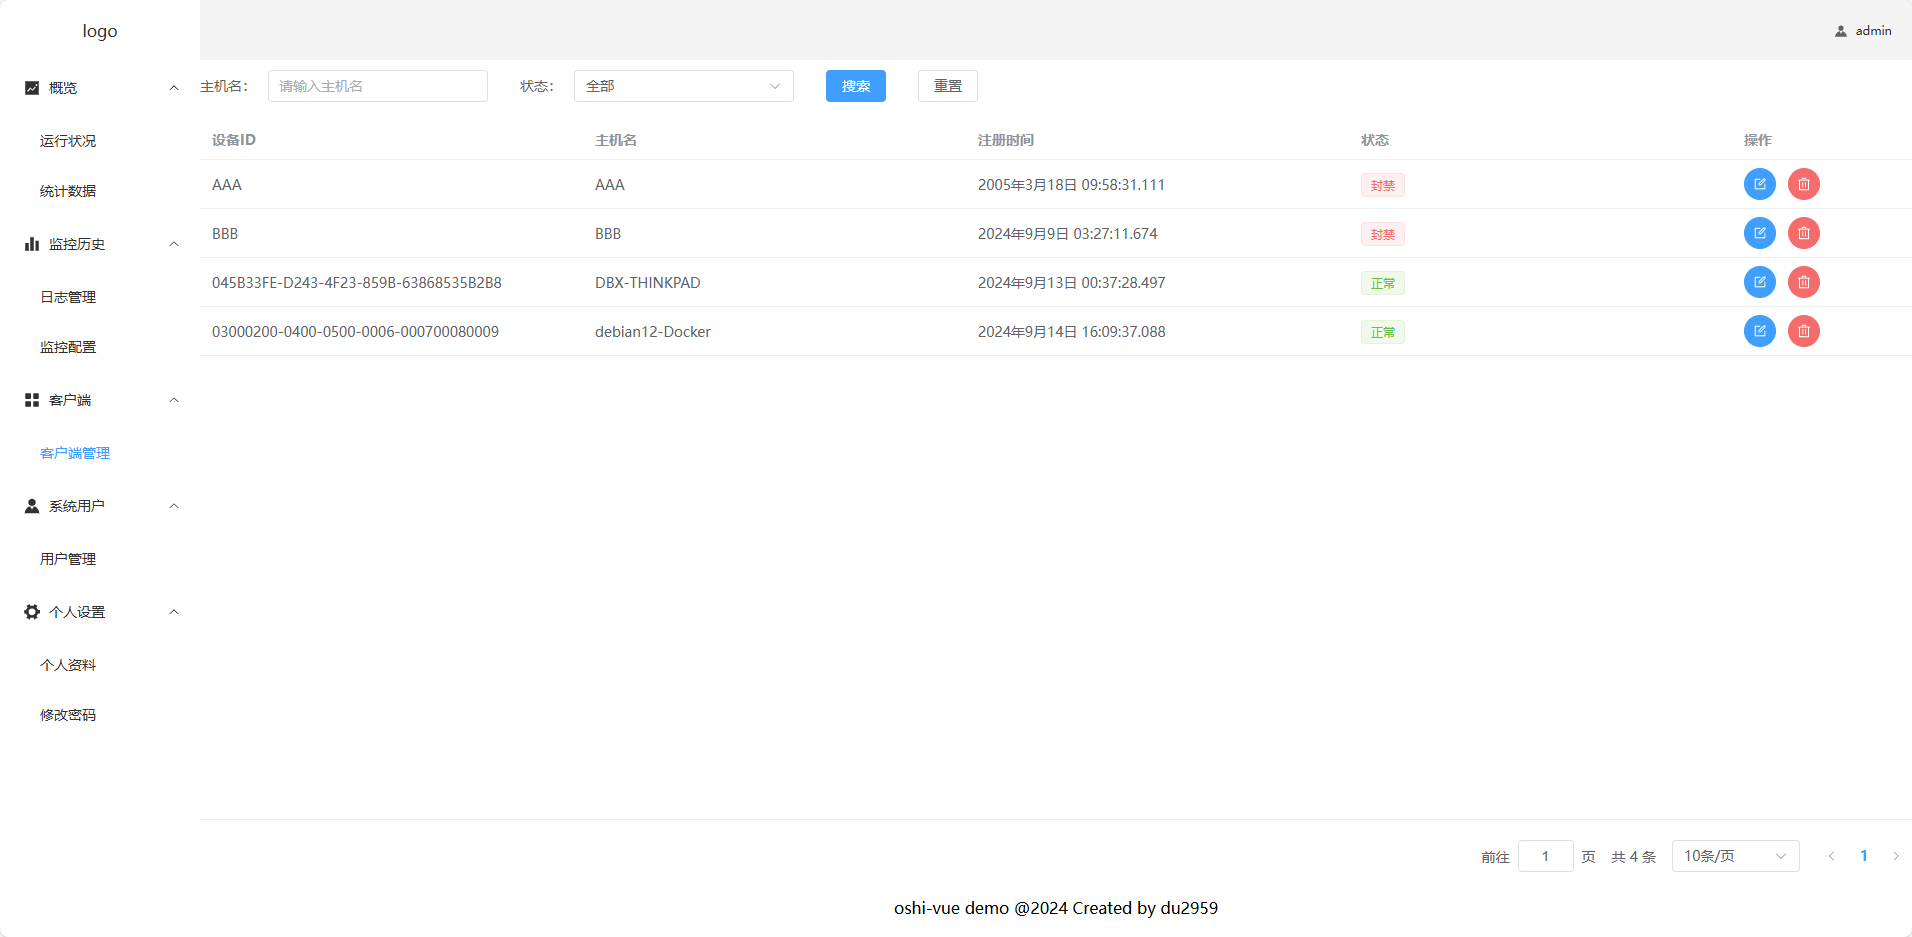 logo
admin
概览
运行状况
统计数据
监控历史
日志管理
监控配置
客户端
客户端管理
系统用户
用户管理
个人设置
个人资料
修改密码
主机名： 请输入主机名 状态： 全部 搜索 重置
设备ID 主机名 注册时间 状态 操作
AAA AAA 2005年3月18日 09:58:31.111 封禁
BBB BBB 2024年9月9日 03:27:11.674 封禁
045B33FE-D243-4F23-859B-63868535B2B8 DBX-THINKPAD 2024年9月13日 00:37:28.497 正常
03000200-0400-0500-0006-000700080009 debian12-Docker 2024年9月14日 16:09:37.088 正常
前往 1 页 共 4 条 10条/页 1
oshi-vue demo @2024 Created by du2959